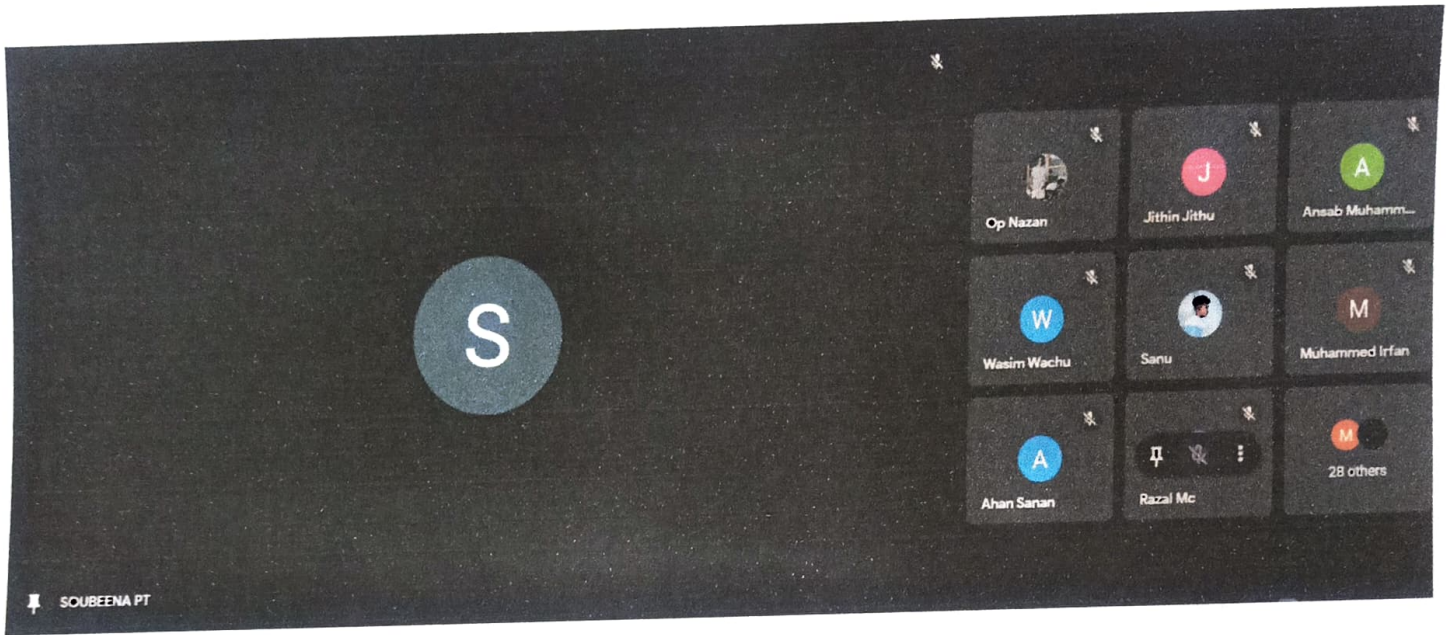 S
SOUBEENA PT
Op Nazan
J
Jithin Jithu
A
Ansab Muhamm...
W
Wasim Wachu
Sanu
M
Muhammed Irfan
A
Ahan Sanan
Razal Mc
M
28 others